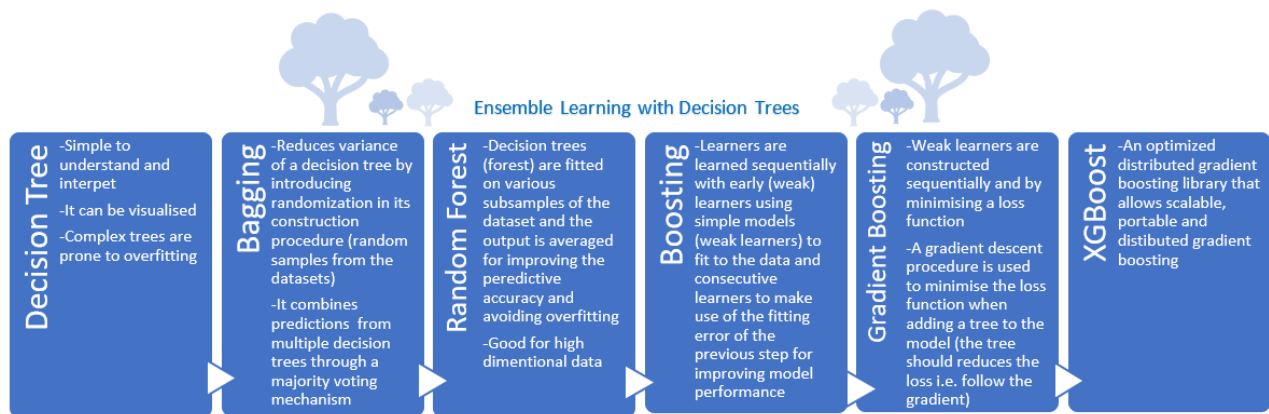 Ensemble Learning with Decision Trees
Decision Tree
-Simple to
understand and
interpet
-It can be visualised
-Complex trees are
prone to overfitting
Bagging
-Reduces variance
of a decision tree by
introducing
randomization in its
construction
procedure (random
samples from the
datasets)
-It combines
predictions from
multiple decision
trees through a
majority voting
mechanism
Random Forest
-Decision trees
(forest) are fitted
on various
subsamples of the
dataset and the
output is averaged
for improving the
peredictive
accuracy and
avoiding overfitting
-Good for high
dimentional data
Boosting
-Learners are
learned sequentially
with early (weak)
learners using
simple models
(weak learners) to
fit to the data and
consecutive
learners to make
use of the fitting
error of the
previous step for
improving model
performance
Gradient Boosting
-Weak learners are
constructed
sequentially and by
minimising a loss
function
-A gradient descent
procedure is used
to minimise the loss
function when
adding a tree to the
model (the tree
should reduces the
loss i.e. follow the
gradient)
XGBoost
-An optimized
distributed gradient
boosting library that
allows scalable,
portable and
distibuted gradient
boosting